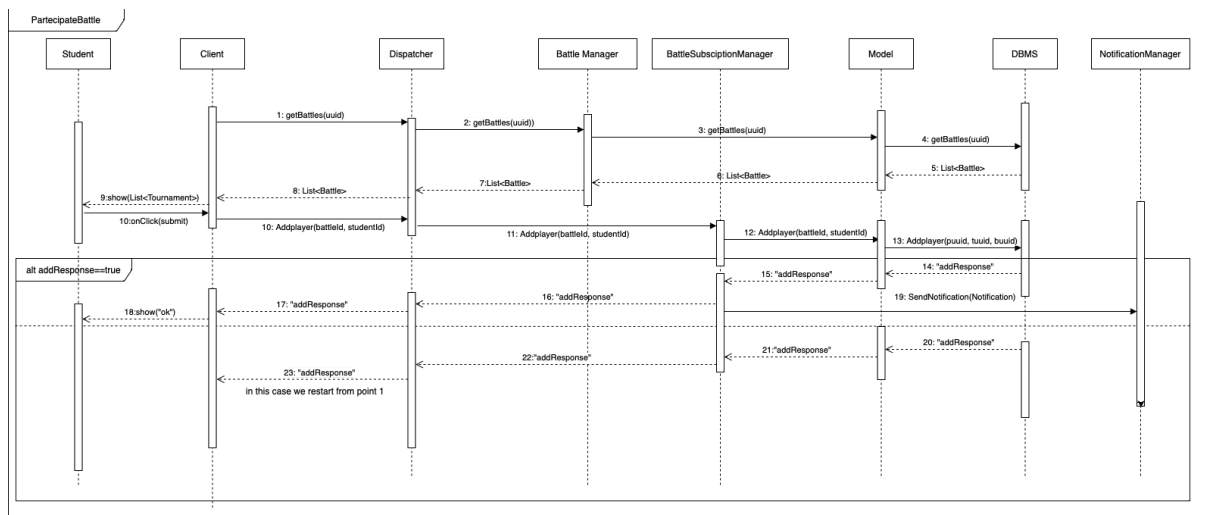 PartecipateBattle
Student
Client
Dispatcher
Battle Manager
BattleSubsciptionManager
Model
DBMS
NotificationManager
1: getBattles(uuid)
2: getBattles(uuid))
3: getBattles(uuid)
4: getBattles(uuid)
5: List<Battle>
6: List<Battle>
7:List<Battle>
8: List<Battle>
9:show(List<Tournament>)
10:onClick(submit)
10: Addplayer(battleId, studentId)
11: Addplayer(battleId, studentId)
12: Addplayer(battleId, studentId)
13: Addplayer(puuid, tuuid, buuid)
alt addResponse==true
14: "addResponse"
15: "addResponse"
16: "addResponse"
17: "addResponse"
18:show("ok")
19: SendNotification(Notification)
20: "addResponse"
21:"addResponse"
22:"addResponse"
23: "addResponse"
in this case we restart from point 1